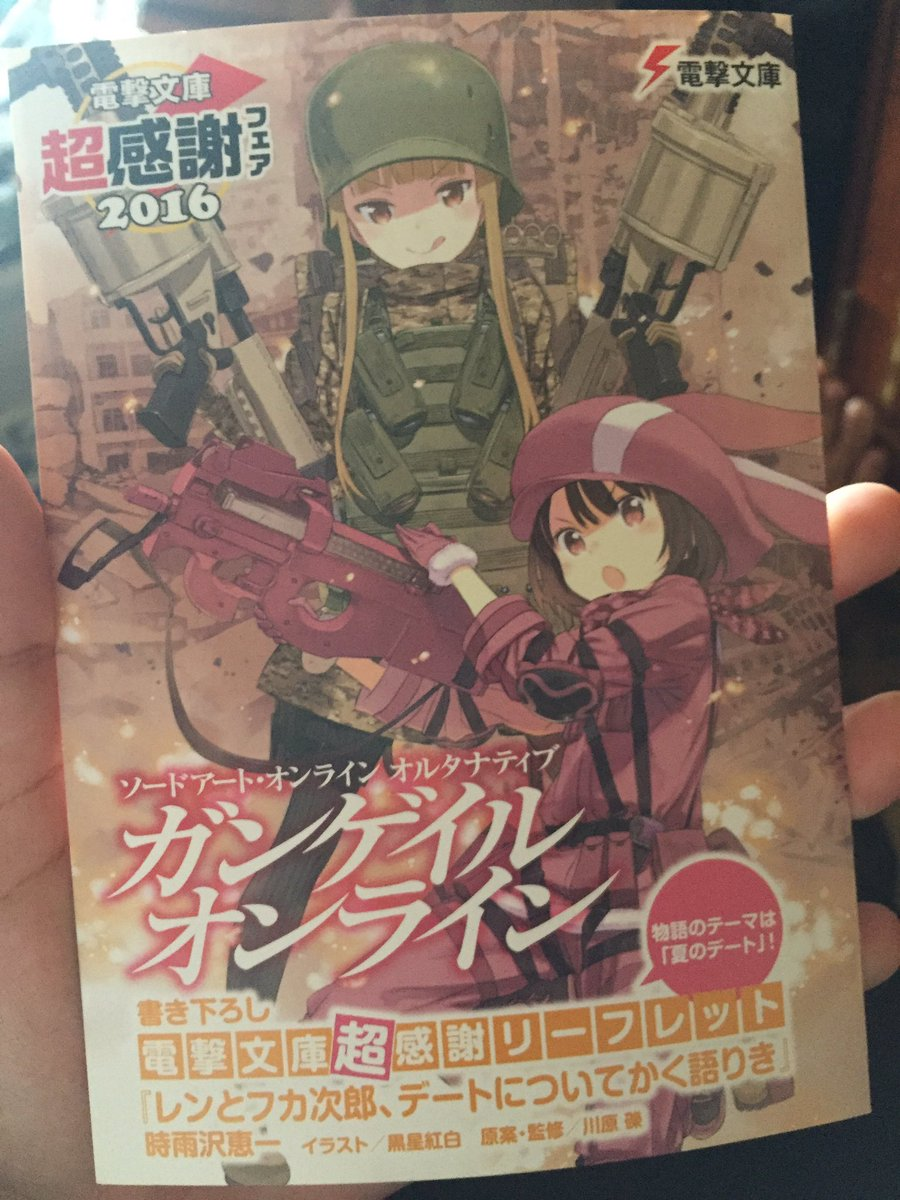 電撃文庫
超感謝フェア
2016
電撃文庫
ソードアート・オンライン オルタナティブ
ガンゲイル
オンライン
物語のテーマは
「夏のデート」!
書き下ろし
電撃文庫超感謝リーフレット
『レンとフカ次郎、デートについてかく語りき』
時雨沢恵一 イラスト/黒星紅白 原案・監修/川原 礫